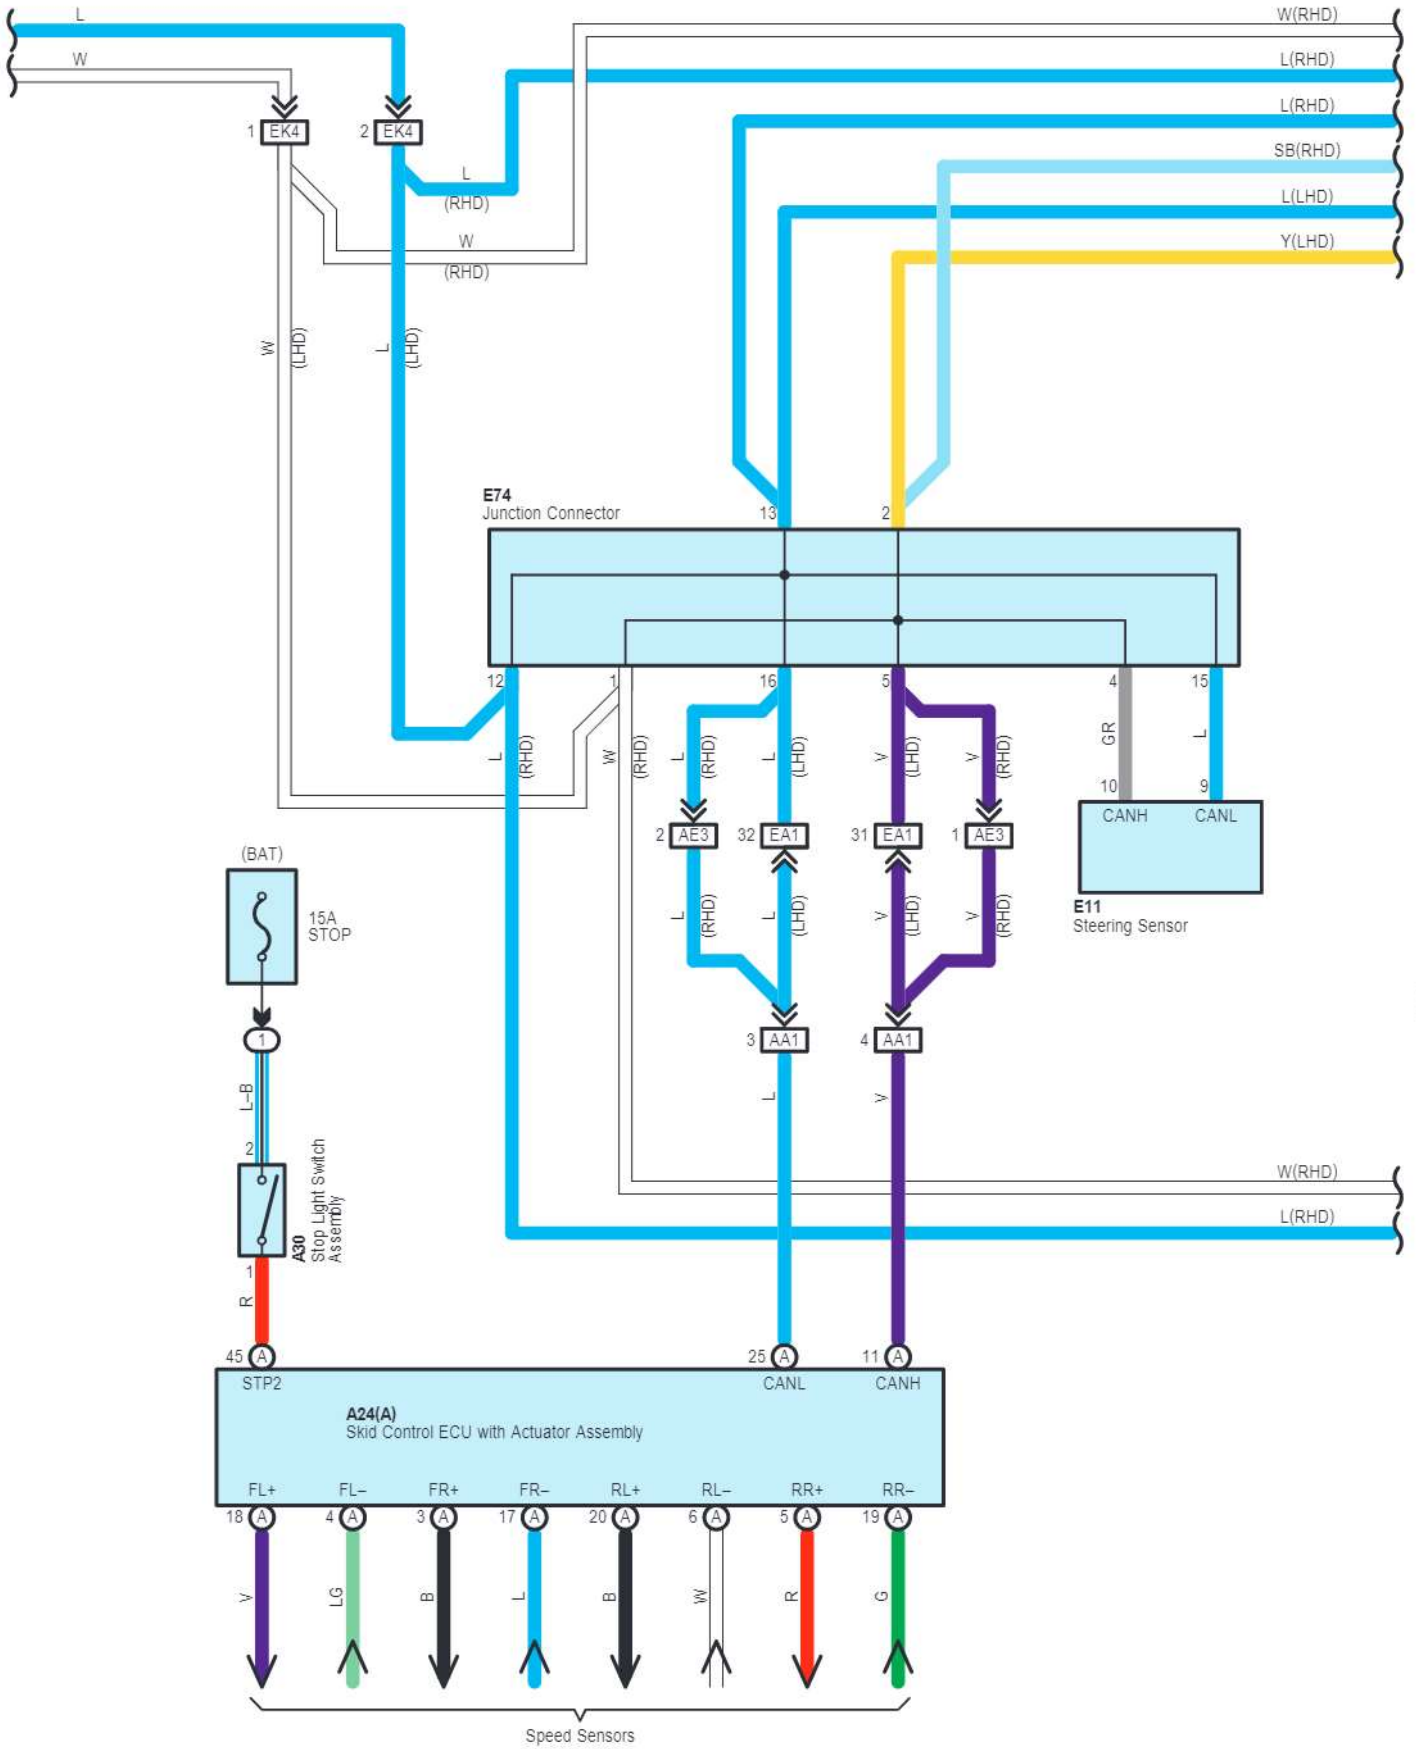 L
W(RHD)
W
L(RHD)
L(RHD)
1 EK4
2 EK4
SB(RHD)
L
(RHD)
L(LHD)
W
(RHD)
Y(LHD)
W
(LHD)
L
(LHD)
E74
Junction Connector
13
2
12
1
16
5
4
15
L
(RHD)
W
(RHD)
L
(RHD)
L
(LHD)
V
(LHD)
V
(RHD)
GR
L
10
9
CANH
CANL
2 AE3
32 EA1
31 EA1
1 AE3
E11
Steering Sensor
(BAT)
15A
STOP
L
(RHD)
L
(LHD)
V
(LHD)
V
(RHD)
1
3 AA1
4 AA1
L–B
L
V
2
A30
Stop Light Switch
Assembly
W(RHD)
L(RHD)
1
R
45 A
25 A
11 A
STP2
CANL
CANH
A24(A)
Skid Control ECU with Actuator Assembly
FL+
FL–
FR+
FR–
RL+
RL–
RR+
RR–
18 A
4 A
3 A
17 A
20 A
6 A
5 A
19 A
V
LG
B
L
B
W
R
G
Speed Sensors